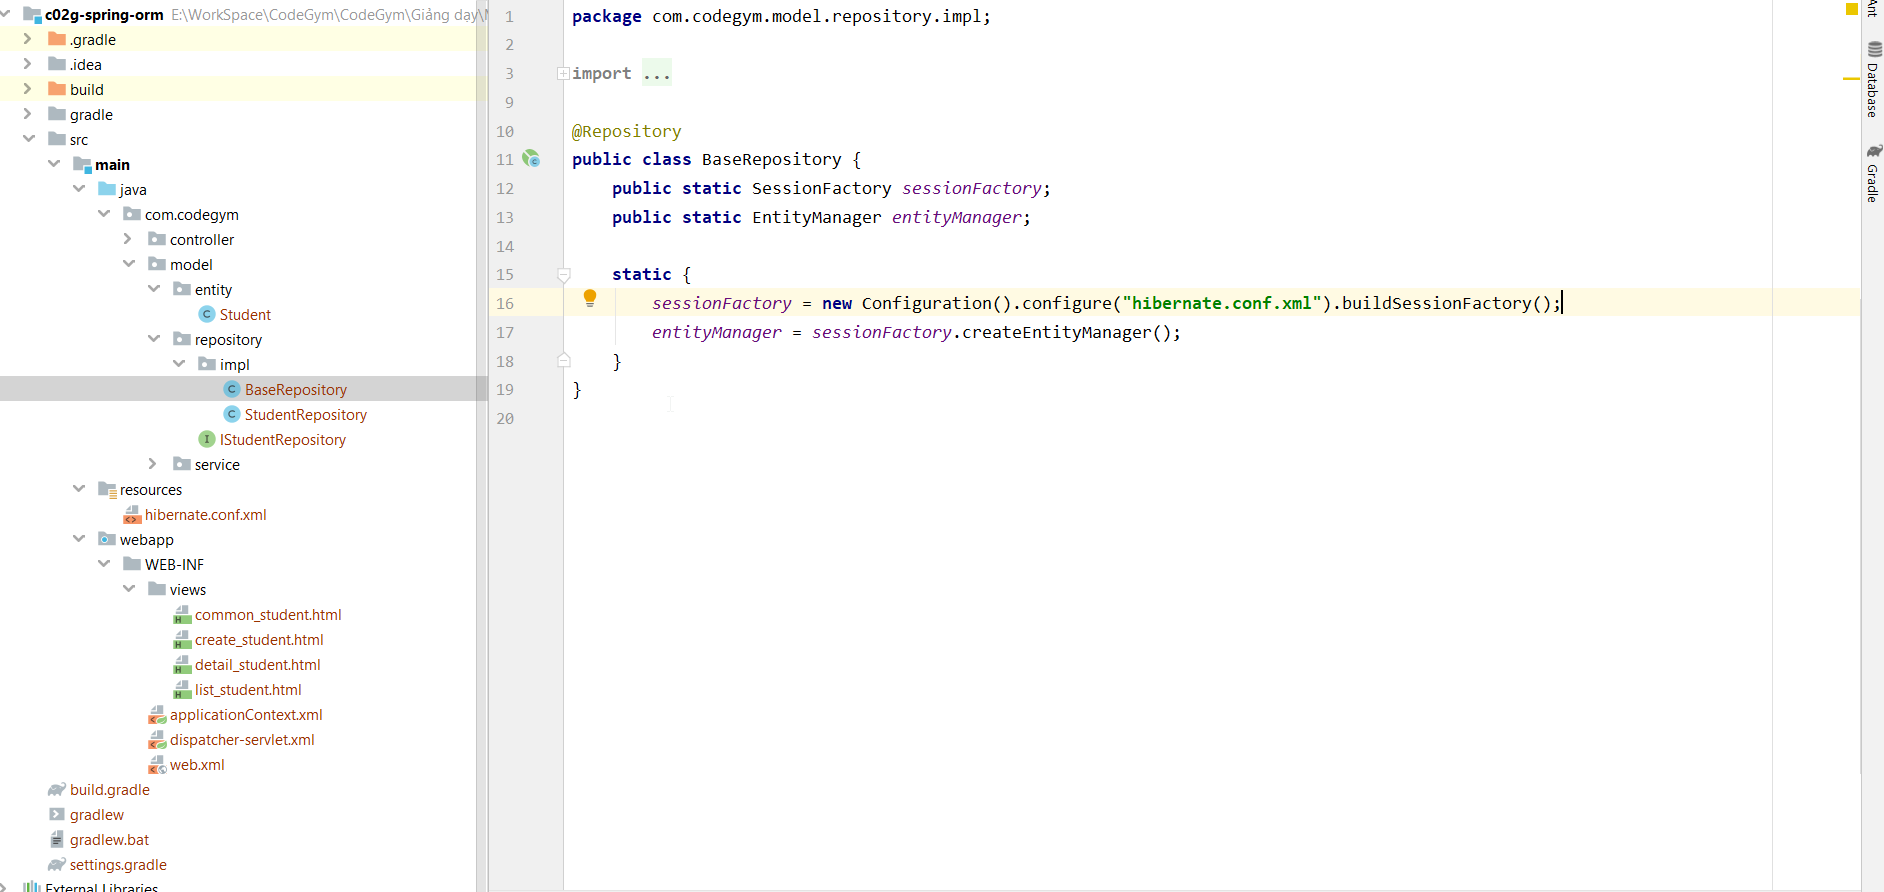 c02g-spring-orm E:\WorkSpace\CodeGym\CodeGym\Giảng dạy\
.gradle
.idea
build
gradle
src
main
java
com.codegym
controller
model
entity
Student
repository
impl
BaseRepository
StudentRepository
IStudentRepository
service
resources
hibernate.conf.xml
webapp
WEB-INF
views
common_student.html
create_student.html
detail_student.html
list_student.html
applicationContext.xml
dispatcher-servlet.xml
web.xml
build.gradle
gradlew
gradlew.bat
settings.gradle
External Libraries
1 package com.codegym.model.repository.impl;
2
3 import ...
9
10 @Repository
11 public class BaseRepository {
12 public static SessionFactory sessionFactory;
13 public static EntityManager entityManager;
14
15 static {
16 sessionFactory = new Configuration().configure("hibernate.conf.xml").buildSessionFactory();
17 entityManager = sessionFactory.createEntityManager();
18 }
19 }
20
Ant
Database
Gradle